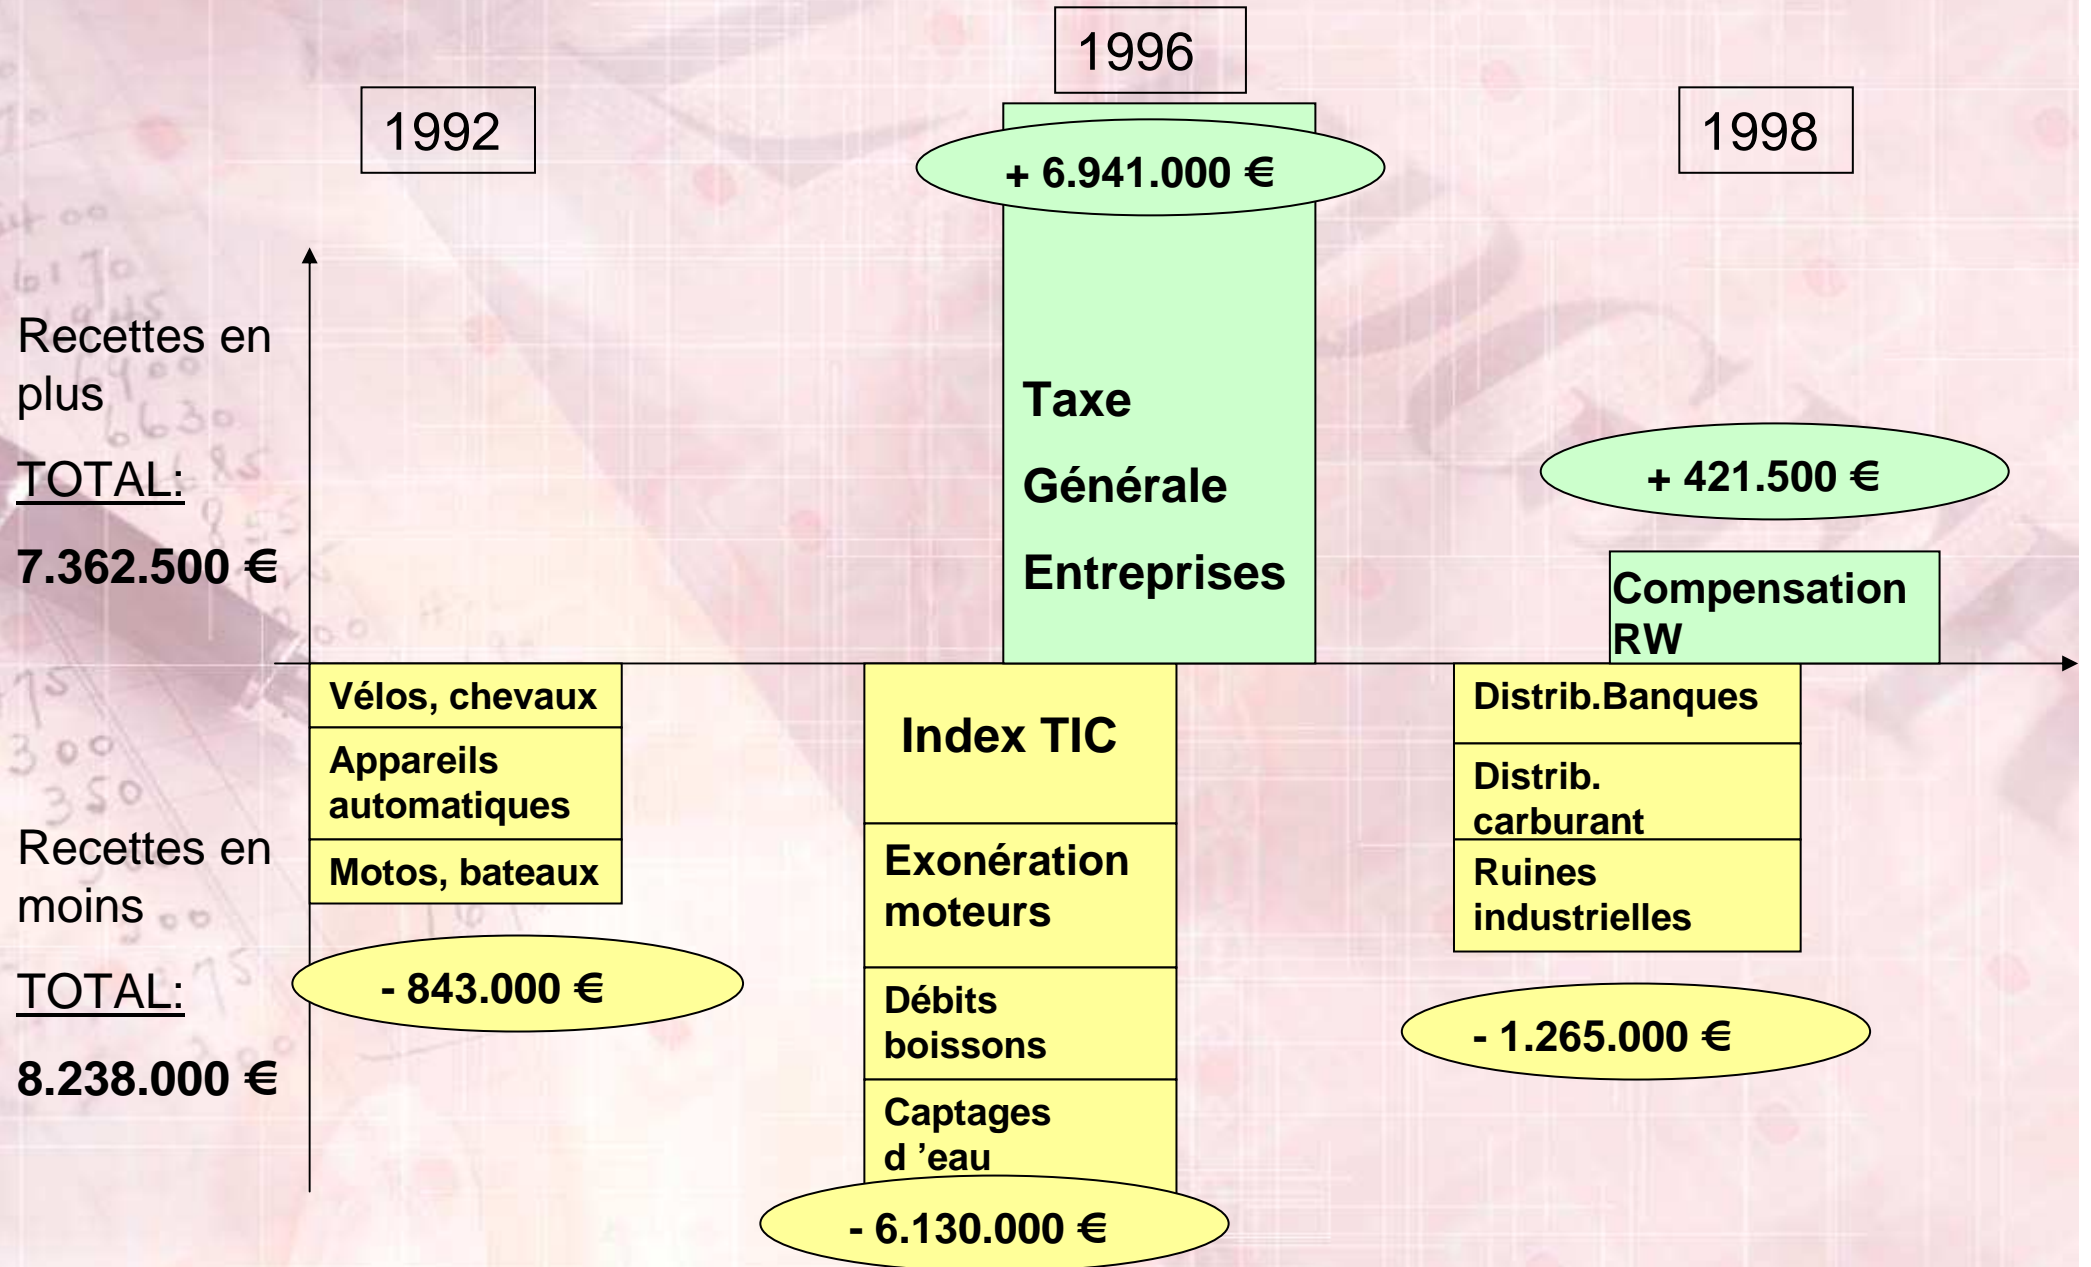 1992
1996
1998
+ 6.941.000 €
Recettes en
plus
TOTAL:
7.362.500 €
Taxe
Générale
Entreprises
+ 421.500 €
Compensation
RW
Vélos, chevaux
Appareils
automatiques
Motos, bateaux
- 843.000 €
Index TIC
Exonération
moteurs
Débits
boissons
Captages
d ’eau
- 6.130.000 €
Distrib.Banques
Distrib.
carburant
Ruines
industrielles
- 1.265.000 €
Recettes en
moins
TOTAL:
8.238.000 €